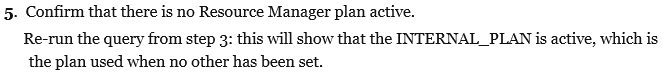 5. Confirm that there is no Resource Manager plan active.
Re-run the query from step 3: this will show that the INTERNAL_PLAN is active, which is
the plan used when no other has been set.